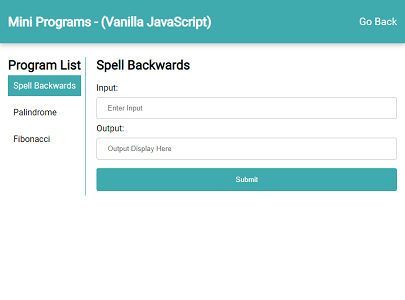 Mini Programs - (Vanilla JavaScript)
Go Back
Program List
Spell Backwards
Palindrome
Fibonacci
Spell Backwards
Input:
Enter Input
Output:
Output Display Here
Submit